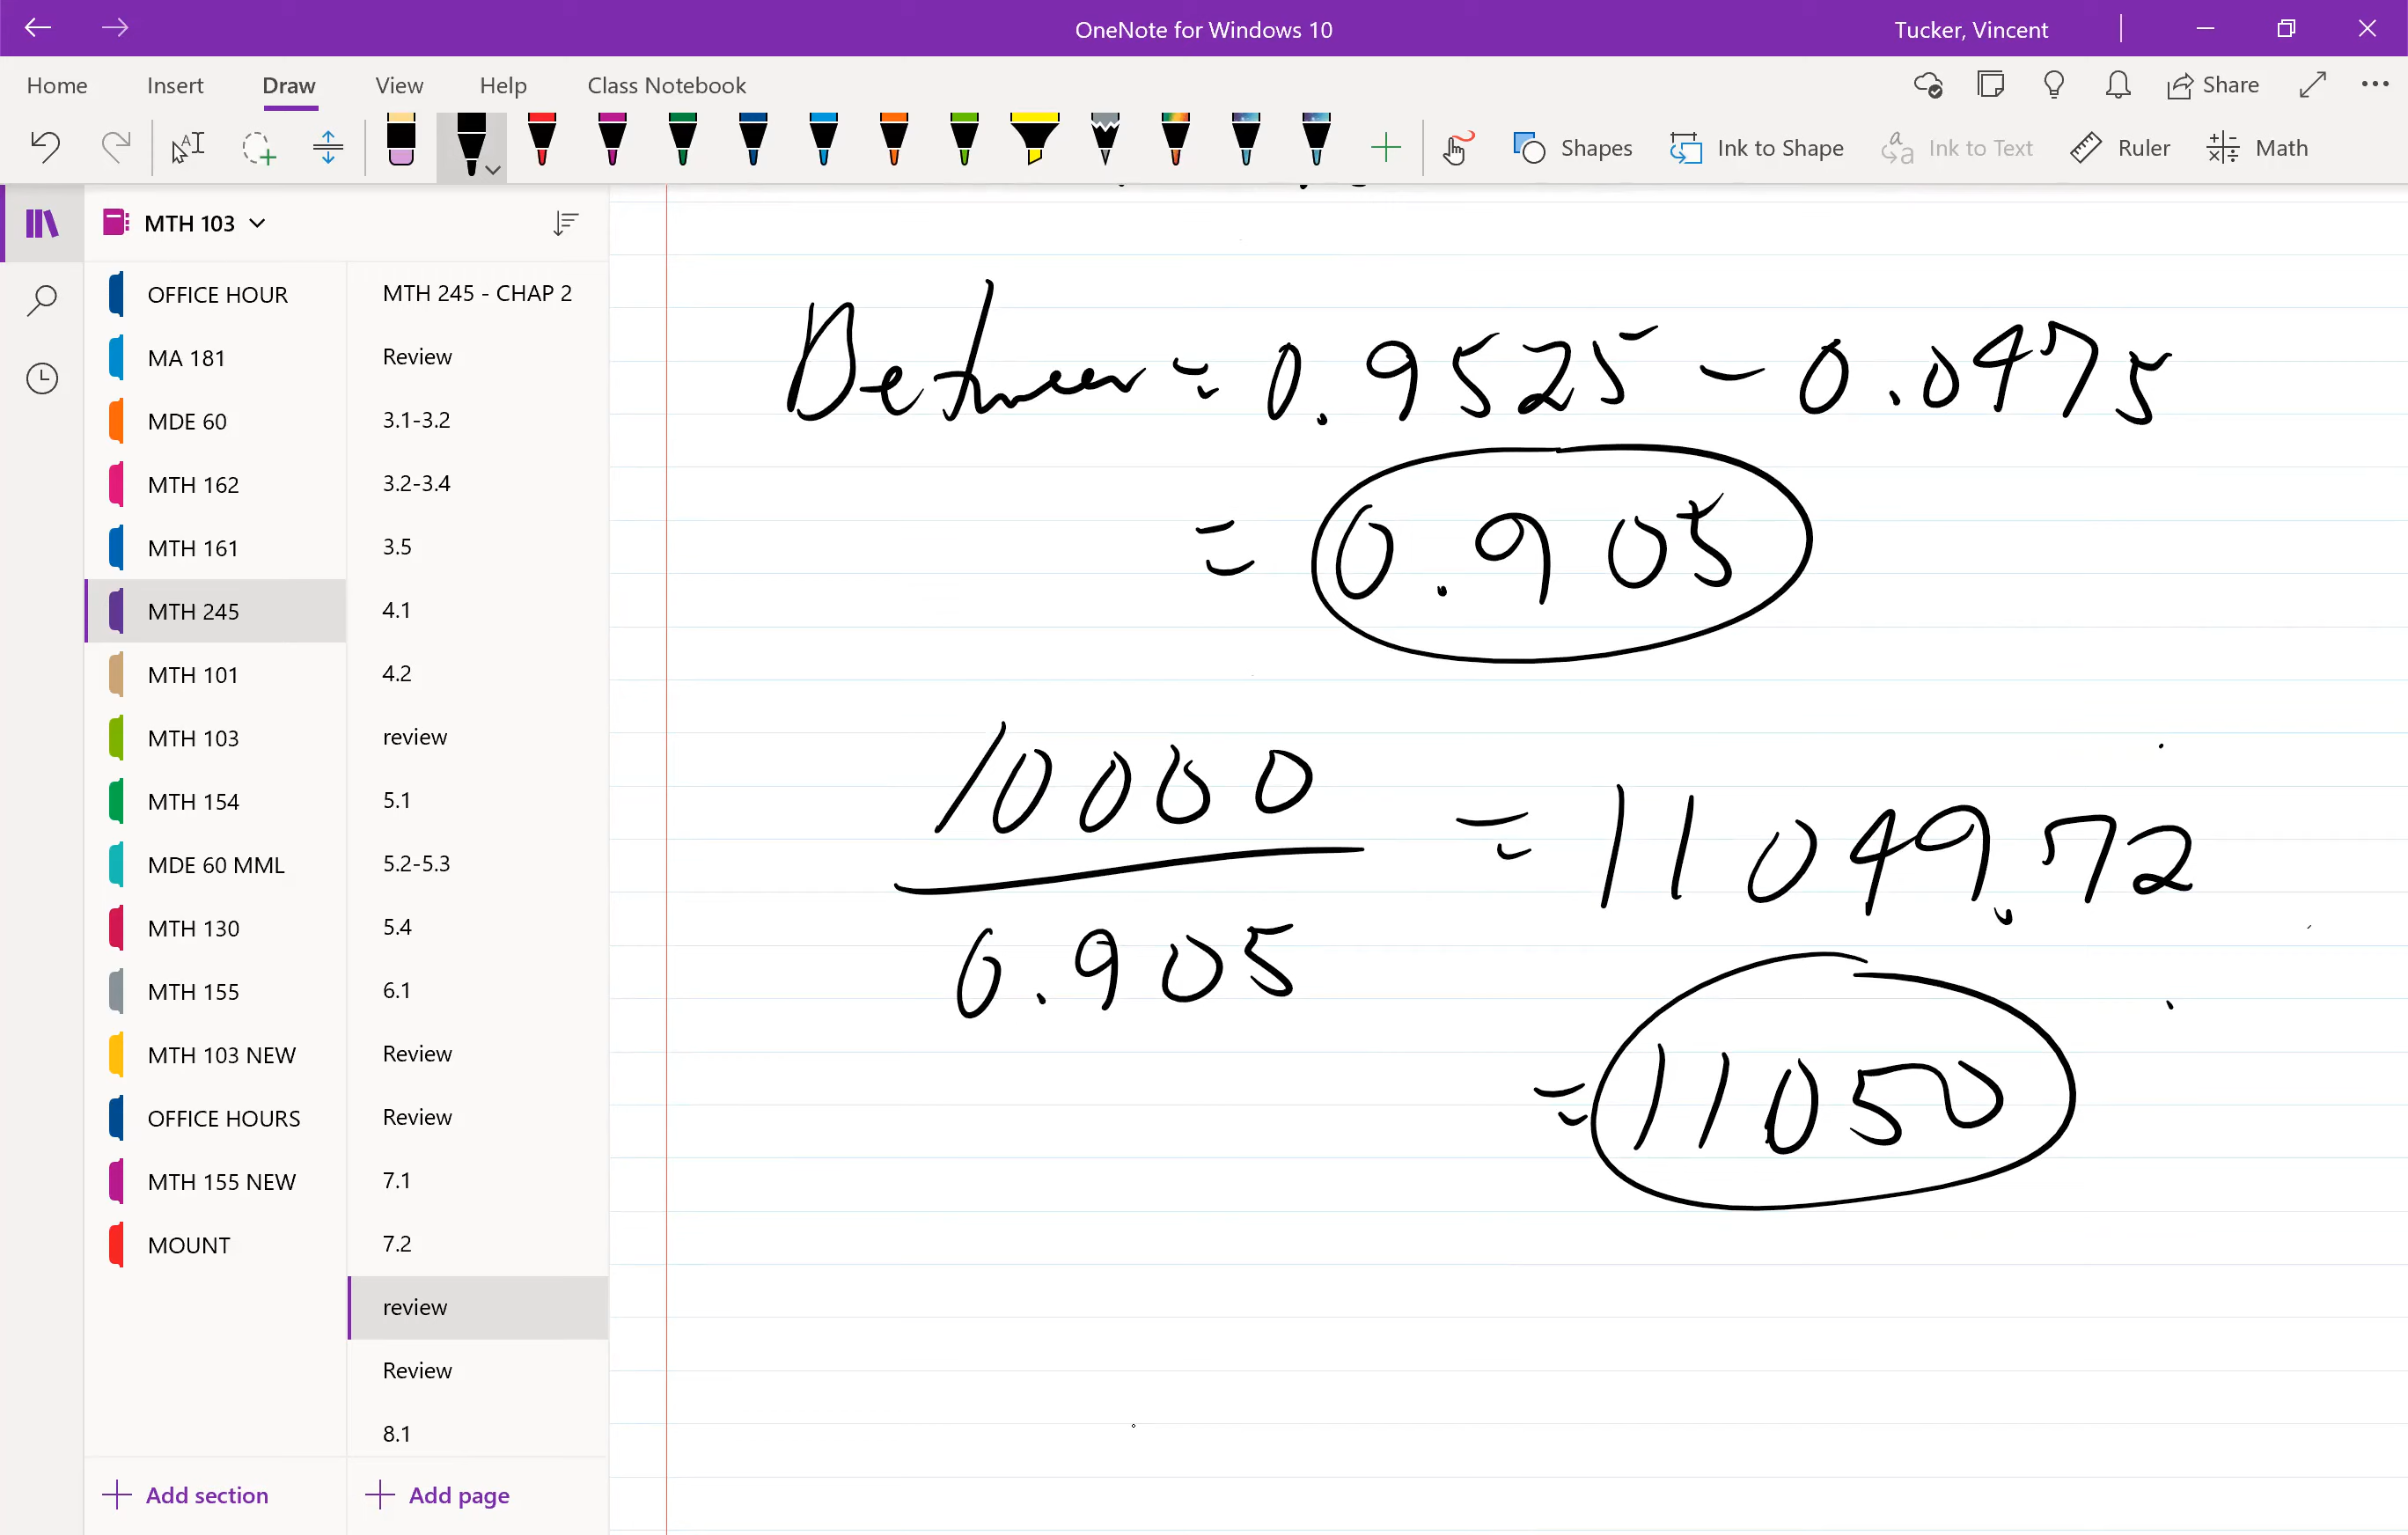 OneNote for Windows 10
Tucker, Vincent
Home Insert Draw View Help Class Notebook
Share
Shapes
Ink to Shape
Ink to Text
Ruler
Math
MTH 103
OFFICE HOUR
MA 181
MDE 60
MTH 162
MTH 161
MTH 245
MTH 101
MTH 103
MTH 154
MDE 60 MML
MTH 130
MTH 155
MTH 103 NEW
OFFICE HOURS
MTH 155 NEW
MOUNT
Add section
MTH 245 - CHAP 2
Review
3.1-3.2
3.2-3.4
3.5
4.1
4.2
review
5.1
5.2-5.3
5.4
6.1
Review
Review
7.1
7.2
review
Review
8.1
Add page
Between = 0.9525 - 0.0475
= 0.905
10000
0.905
= 11049.72
= 11050